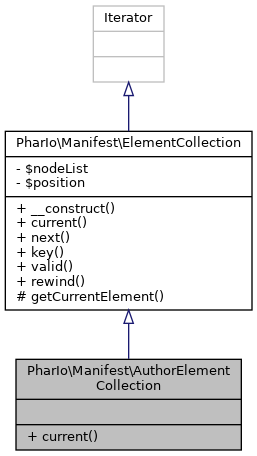 Iterator
PharIo\Manifest\ElementCollection
- $nodeList
- $position
+ __construct()
+ current()
+ next()
+ key()
+ valid()
+ rewind()
# getCurrentElement()
PharIo\Manifest\AuthorElement
Collection
+ current()